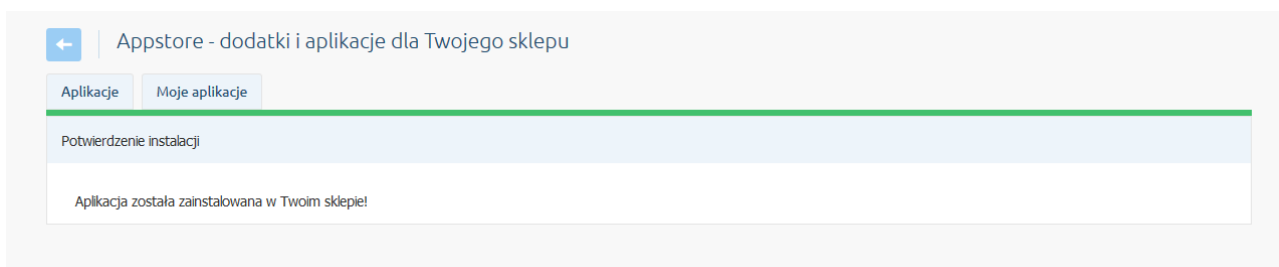 Appstore - dodatki i aplikacje dla Twojego sklepu
Aplikacje Moje aplikacje
Potwierdzenie instalacji
Aplikacja została zainstalowana w Twoim sklepie!